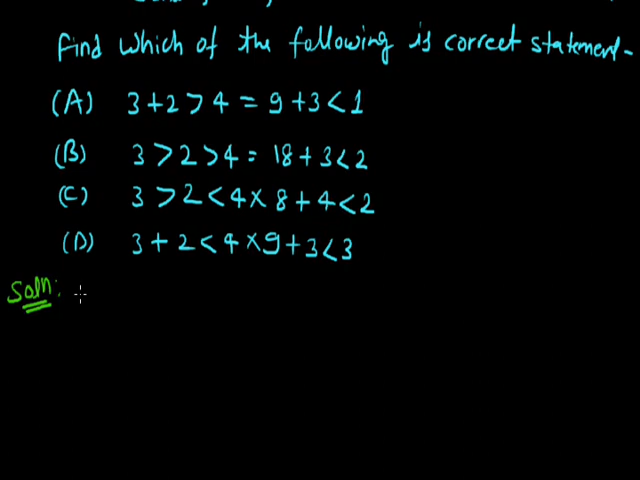 Find which of the following is correct statement-
(A) 3+2>4 = 9+3<1
(B) 3>2>4 = 18+3<2
(C) 3>2<4×8+4<2
(D) 3+2<4×9+3<3
Soln: